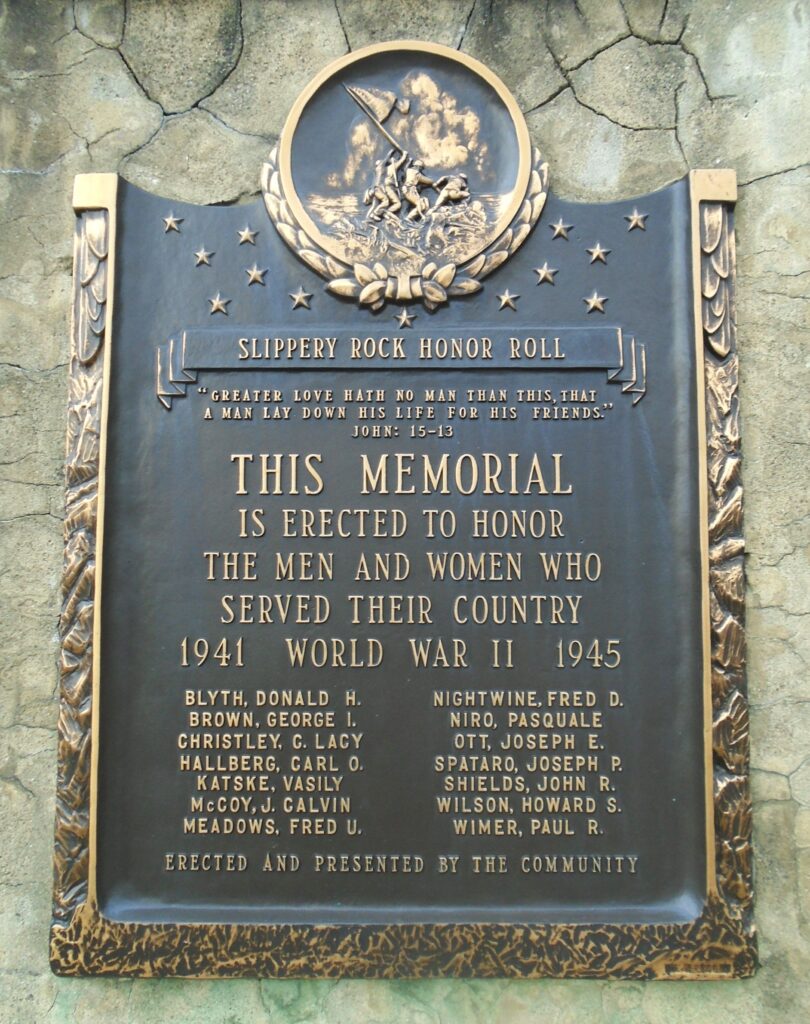 SLIPPERY ROCK HONOR ROLL
"GREATER LOVE HATH NO MAN THAN THIS, THAT
A MAN LAY DOWN HIS LIFE FOR HIS FRIENDS."
JOHN: 15-13
THIS MEMORIAL
IS ERECTED TO HONOR
THE MEN AND WOMEN WHO
SERVED THEIR COUNTRY
1941 WORLD WAR II 1945
BLYTH, DONALD H.
BROWN, GEORGE I.
CHRISTLEY, C. LACY
HALLBERG, CARL O.
KATSKE, VASILY
McCOY, J. CALVIN
MEADOWS, FRED U.
NIGHTWINE, FRED D.
NIRO, PASQUALE
OTT, JOSEPH E.
SPATARO, JOSEPH P.
SHIELDS, JOHN R.
WILSON, HOWARD S.
WIMER, PAUL R.
ERECTED AND PRESENTED BY THE COMMUNITY